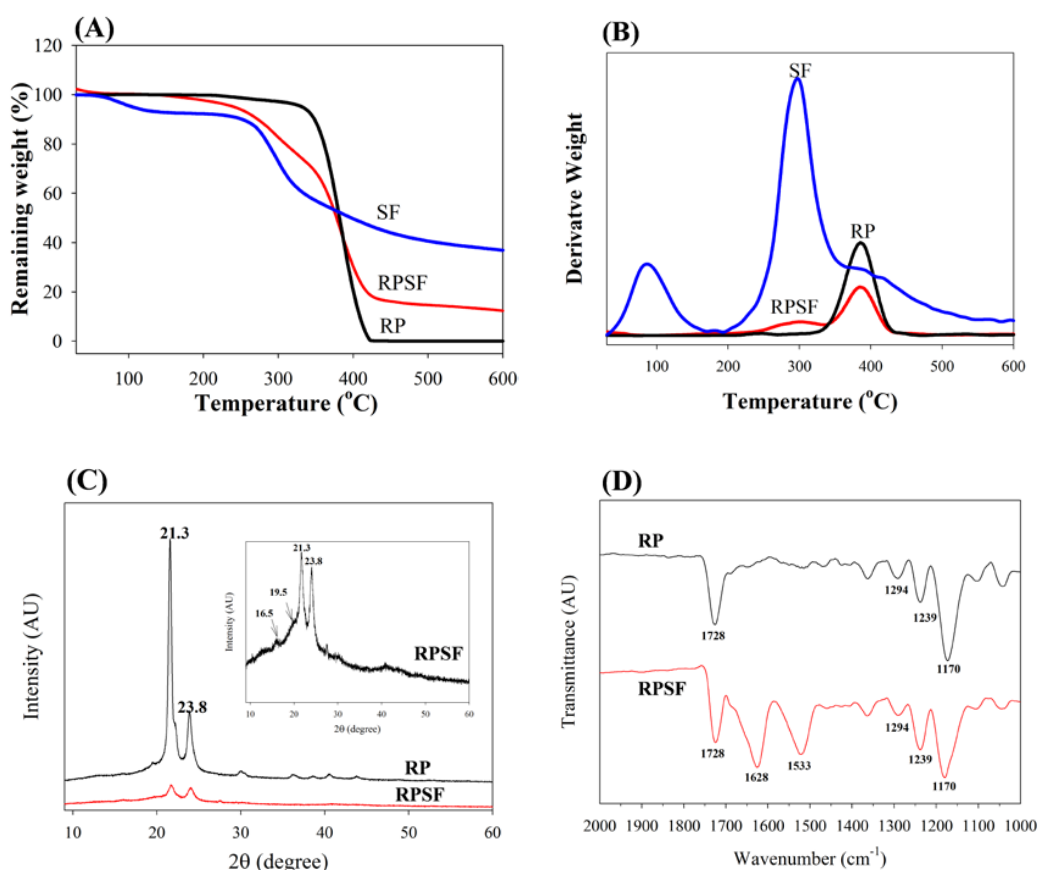 (A)
120
100
80
60
40
20
0
Remaining weight (%)
SF
RPSF
RP
100 200 300 400 500 600
Temperature (°C)
(B)
Derivatve Weight
SF
RP
RPSF
100 200 300 400 500 600
Temperature (°C)
(C)
Intensity (AU)
21.3
23.8
RP
RPSF
10 20 30 40 50 60
2θ (degree)
Intensity (AU)
21.3
23.8
19.5
16.5
RPSF
10 20 30 40 50 60
2θ (degree)
(D)
Transmittance (AU)
RP
1728
1294
1239
1170
RPSF
1728
1628
1533
1294
1239
1170
2000 1900 1800 1700 1600 1500 1400 1300 1200 1100 1000
Wavenumber (cm⁻¹)